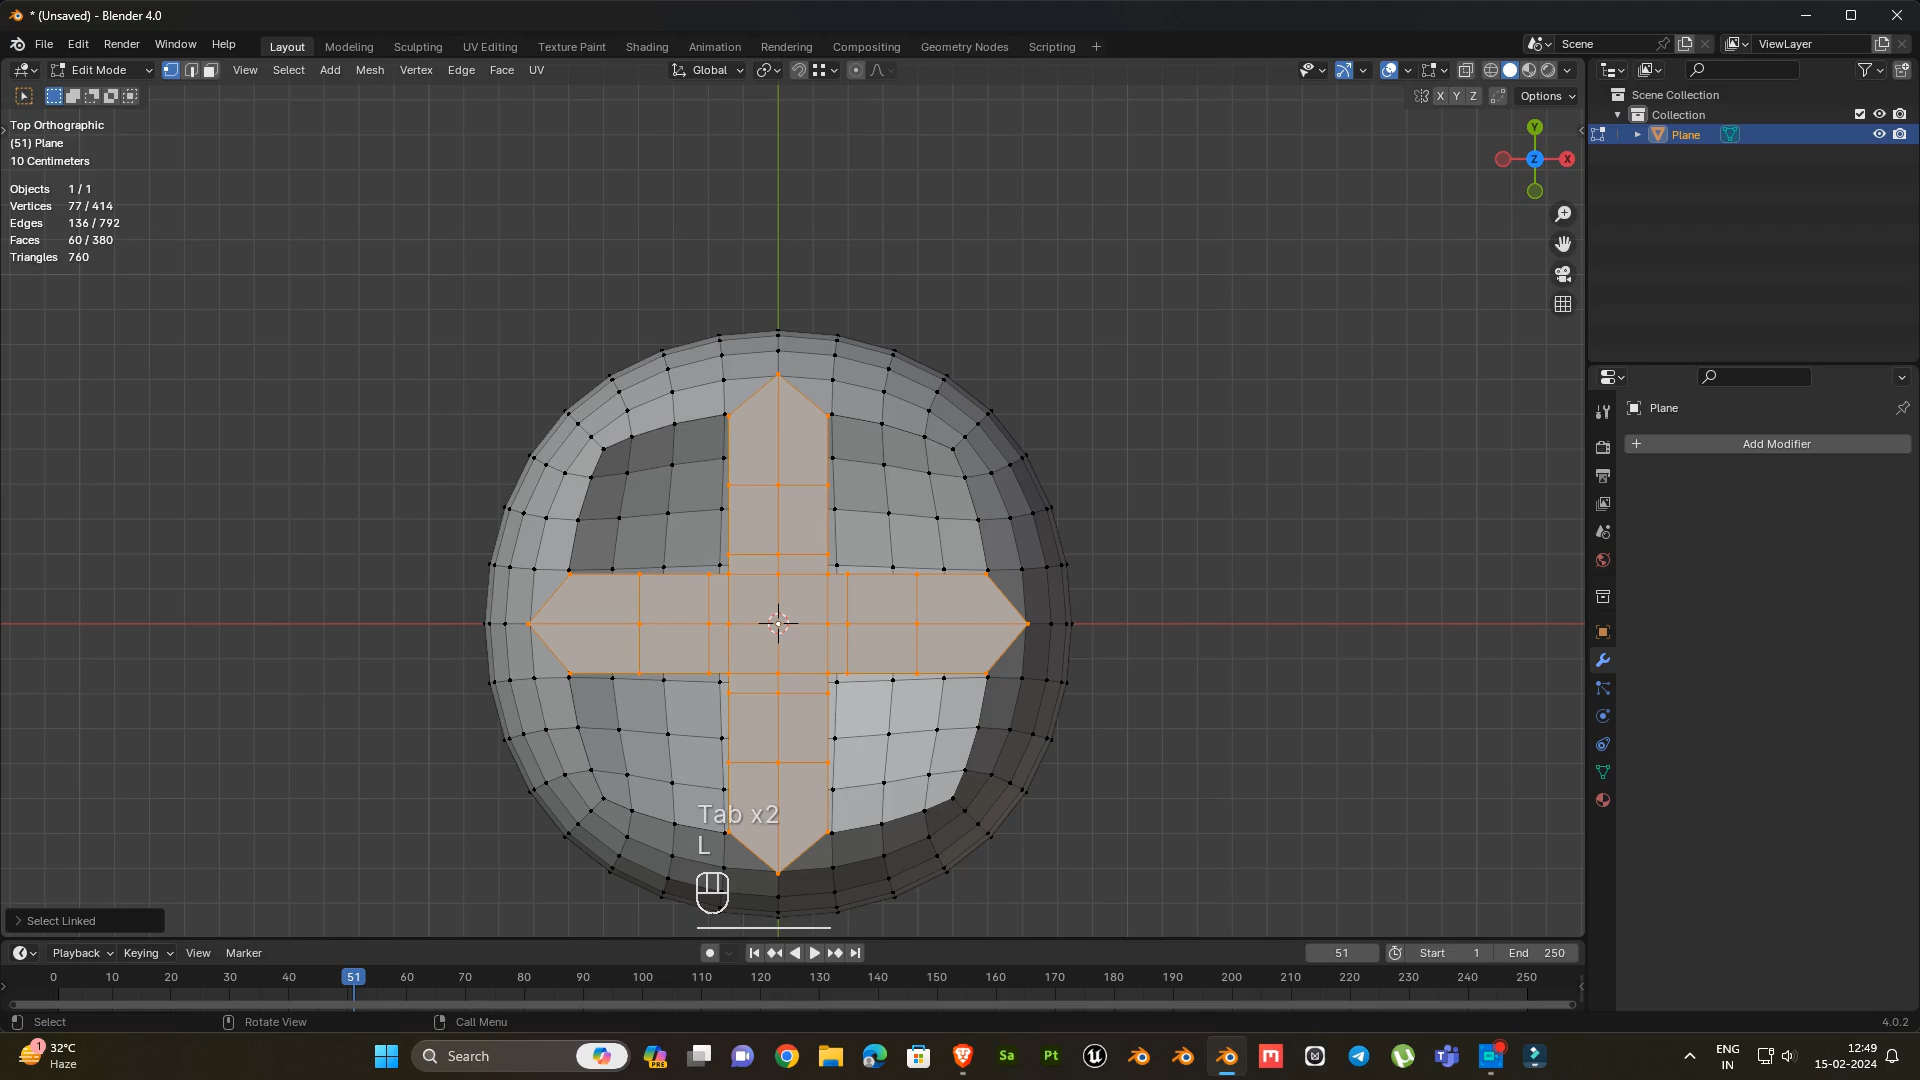 * (Unsaved) - Blender 4.0
File Edit Render Window Help
Layout Modeling Sculpting UV Editing Texture Paint Shading Animation Rendering Compositing Geometry Nodes Scripting +
Scene
ViewLayer
Edit Mode View Select Add Mesh Vertex Edge Face UV
Global
X Y Z Options
Top Orthographic
(51) Plane
10 Centimeters
Objects 1 / 1
Vertices 77 / 414
Edges 136 / 792
Faces 60 / 380
Triangles 760
Y
Z
X
Scene Collection
Collection
Plane
Plane
+ Add Modifier
Tab x2
L
> Select Linked
Playback Keying View Marker
51
Start 1
End 250
0 10 20 30 40 51 60 70 80 90 100 110 120 130 140 150 160 170 180 190 200 210 220 230 240 250
Select
Rotate View
Call Menu
4.0.2
1
32°C
Haze
Search
PRE
Sa
Pt
ENG
IN
12:49
15-02-2024